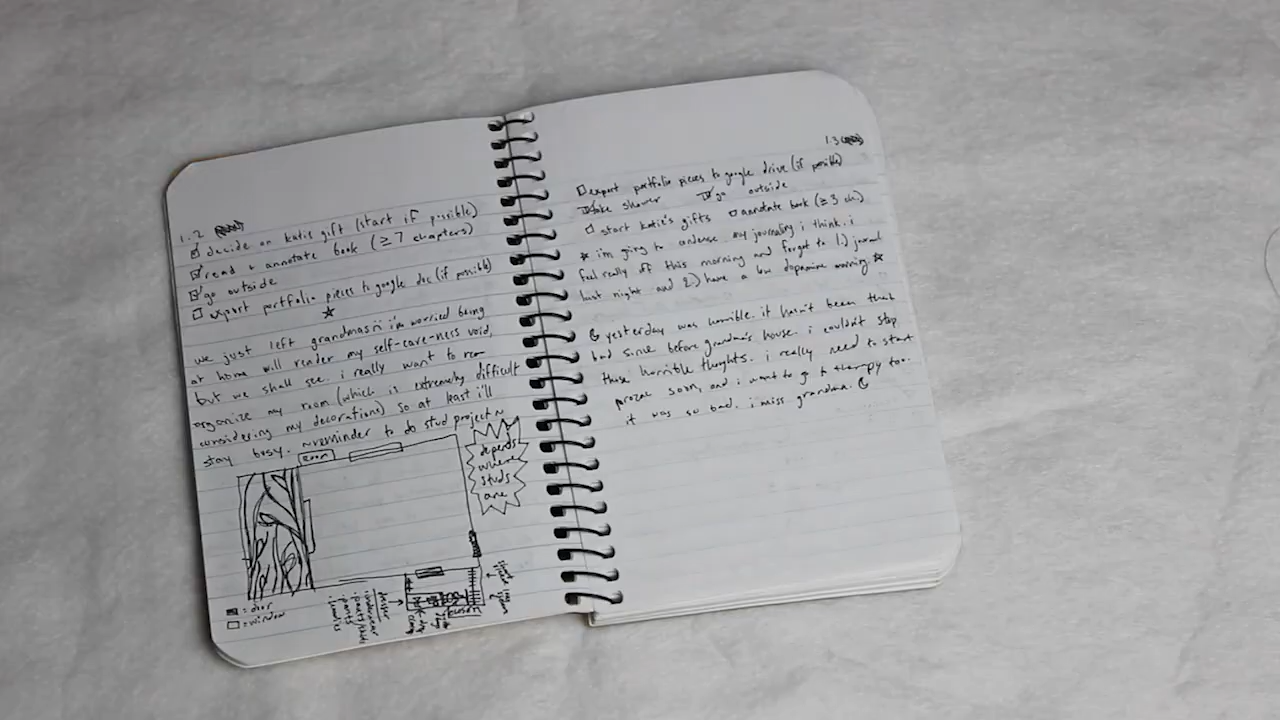 1.2
☑ decide on katie gift (start if possible)
☑ read + annotate book (≥7 chapters)
☑ go outside
☐ export portfolio pieces to google doc (if possible)
☆
we just left grandmas :( i'm worried being
at home will render my self-care-ness void,
but we shall see. i really want to
organize my room (which is extremely difficult
considering my decorations) so at least i'll
stay busy. ~reminder to do stud project~
depends
where
studs
are
= door
= window
dresser
underwear
pants
1.3
☐ export portfolio pieces to google drive (if possible)
☑ take shower ☑ go outside
☐ start katie's gifts ☐ annotate book (≥3 ch.)
☆ im going to condense my journaling i think. i
feel really off this morning and forgot to 1.) journal
last night and 2.) have a low dopamine morning ☆
yesterday was horrible. it hasn't been that
bad since before grandma's house. i couldn't stop
these horrible thoughts. i really need to start
prozac soon, and i want to go to therapy too.
it was so bad. i miss grandma.